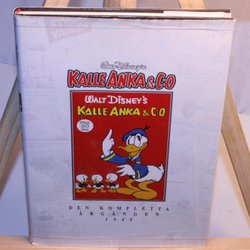 Walt Disney's
KALLE ANKA & C:O
WALT DISNEY'S
KALLE ANKA & C:O
DEN KOMPLETTA
ÅRGÅNGEN